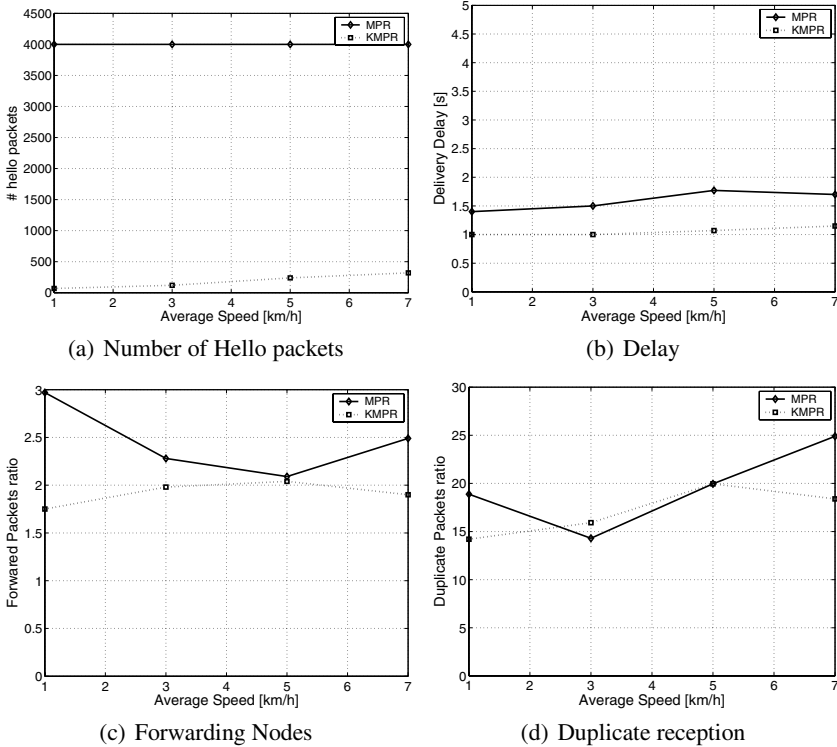 4500
4000
3500
3000
2500
2000
1500
1000
500
0
# hello packets
1 2 3 4 5 6 7
Average Speed [km/h]
MPR
KMPR
(a) Number of Hello packets
5
4.5
4
3.5
3
2.5
2
1.5
1
0.5
0
Delivery Delay [s]
1 2 3 4 5 6 7
Average Speed [km/h]
MPR
KMPR
(b) Delay
3
2.5
2
1.5
1
0.5
0
Forwared Packets ratio
1 2 3 4 5 6 7
Average Speed [km/h]
MPR
KMPR
(c) Forwarding Nodes
30
25
20
15
10
5
0
Duplicate Packets ratio
1 2 3 4 5 6 7
Average Speed [km/h]
MPR
KMPR
(d) Duplicate reception